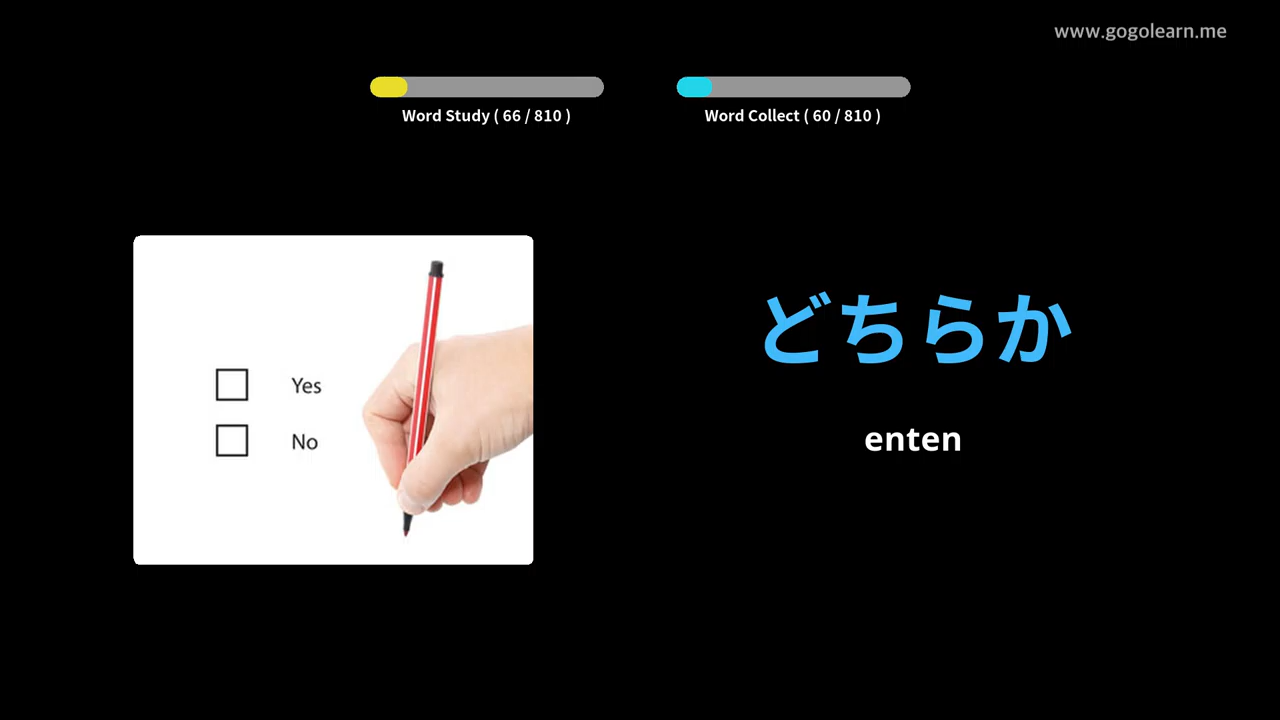 www.gogolearn.me
Word Study ( 66 / 810 )
Word Collect ( 60 / 810 )
Yes
No
どちらか
enten